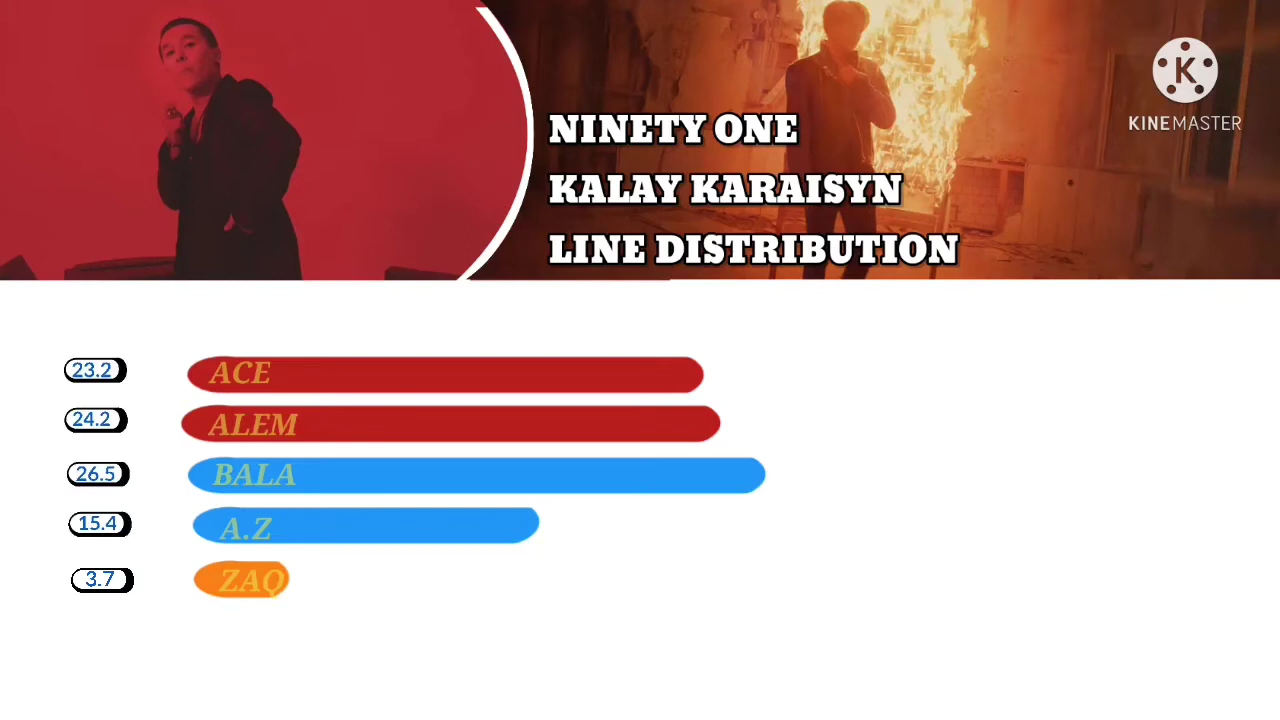 K
KINEMASTER
NINETY ONE
KALAY KARAISYN
LINE DISTRIBUTION
23.2 ACE
24.2 ALEM
26.5 BALA
15.4 A.Z
3.7 ZAQ